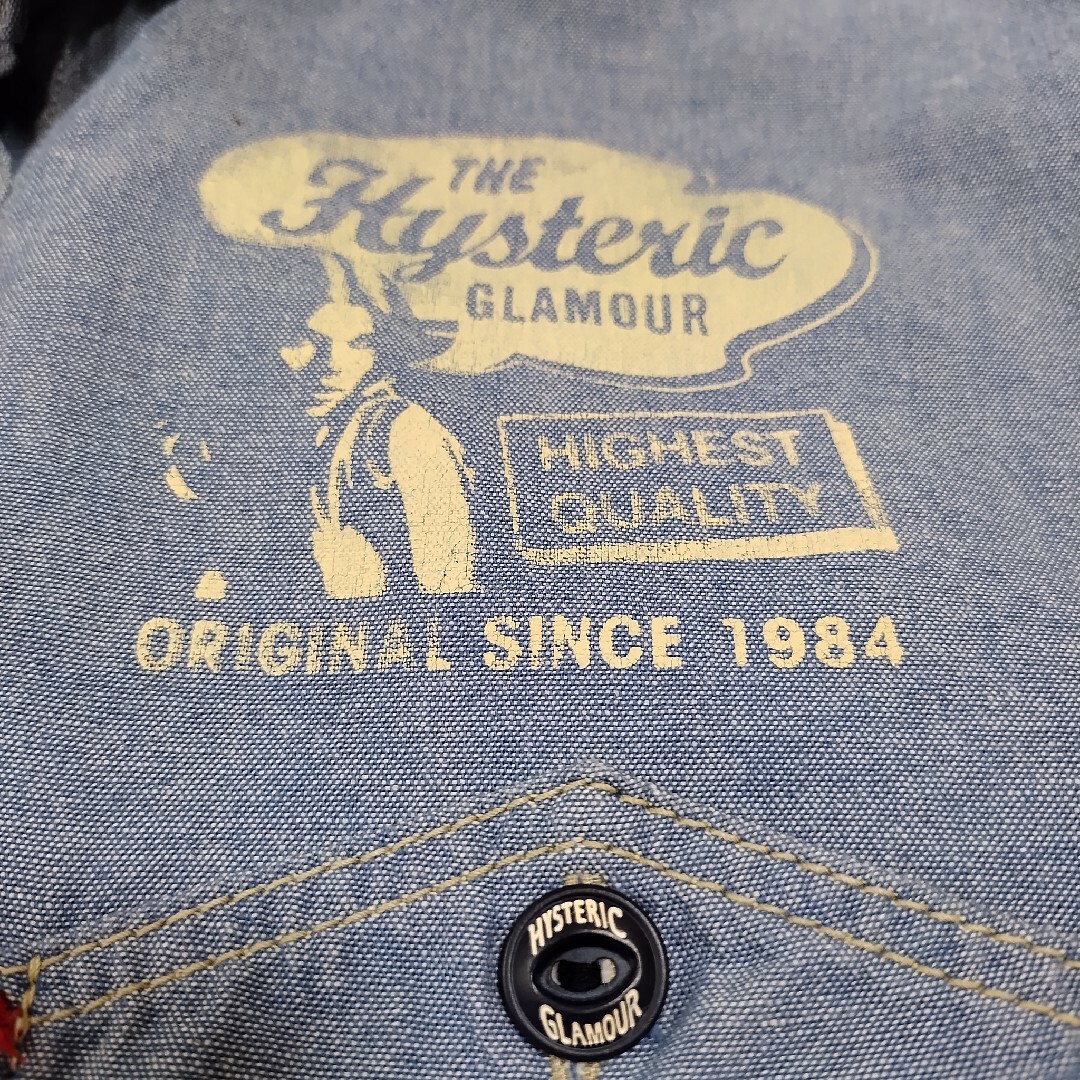 THE
Hysteric
GLAMOUR
HIGHEST
QUALITY
ORIGINAL SINCE 1984
HYSTERIC
GLAMOUR